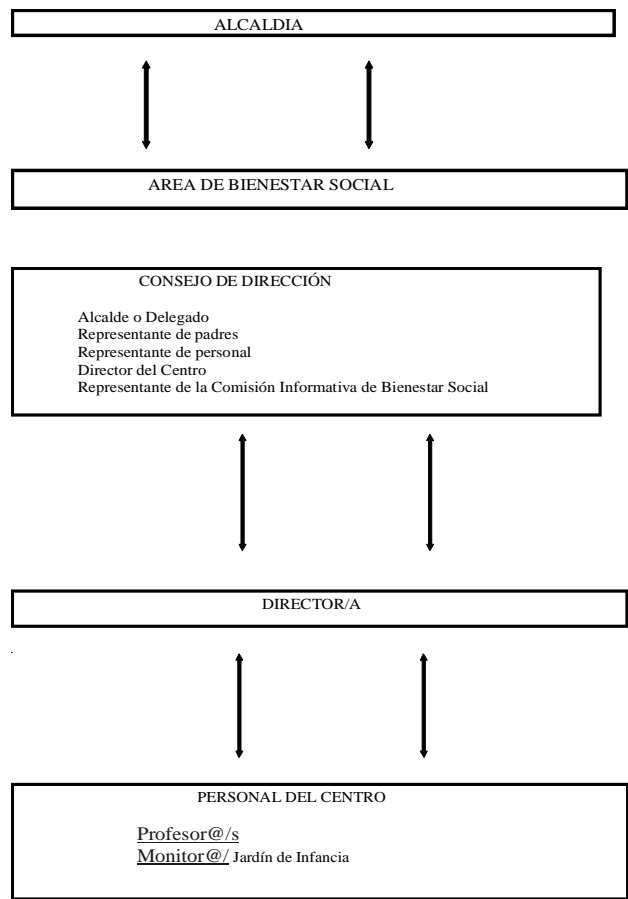 ALCALDIA
AREA DE BIENESTAR SOCIAL
CONSEJO DE DIRECCIÓN
Alcalde o Delegado
Representante de padres
Representante de personal
Director del Centro
Representante de la Comisión Informativa de Bienestar Social
DIRECTOR/A
.
PERSONAL DEL CENTRO
Profesor@/s
Monitor@/ Jardín de Infancia